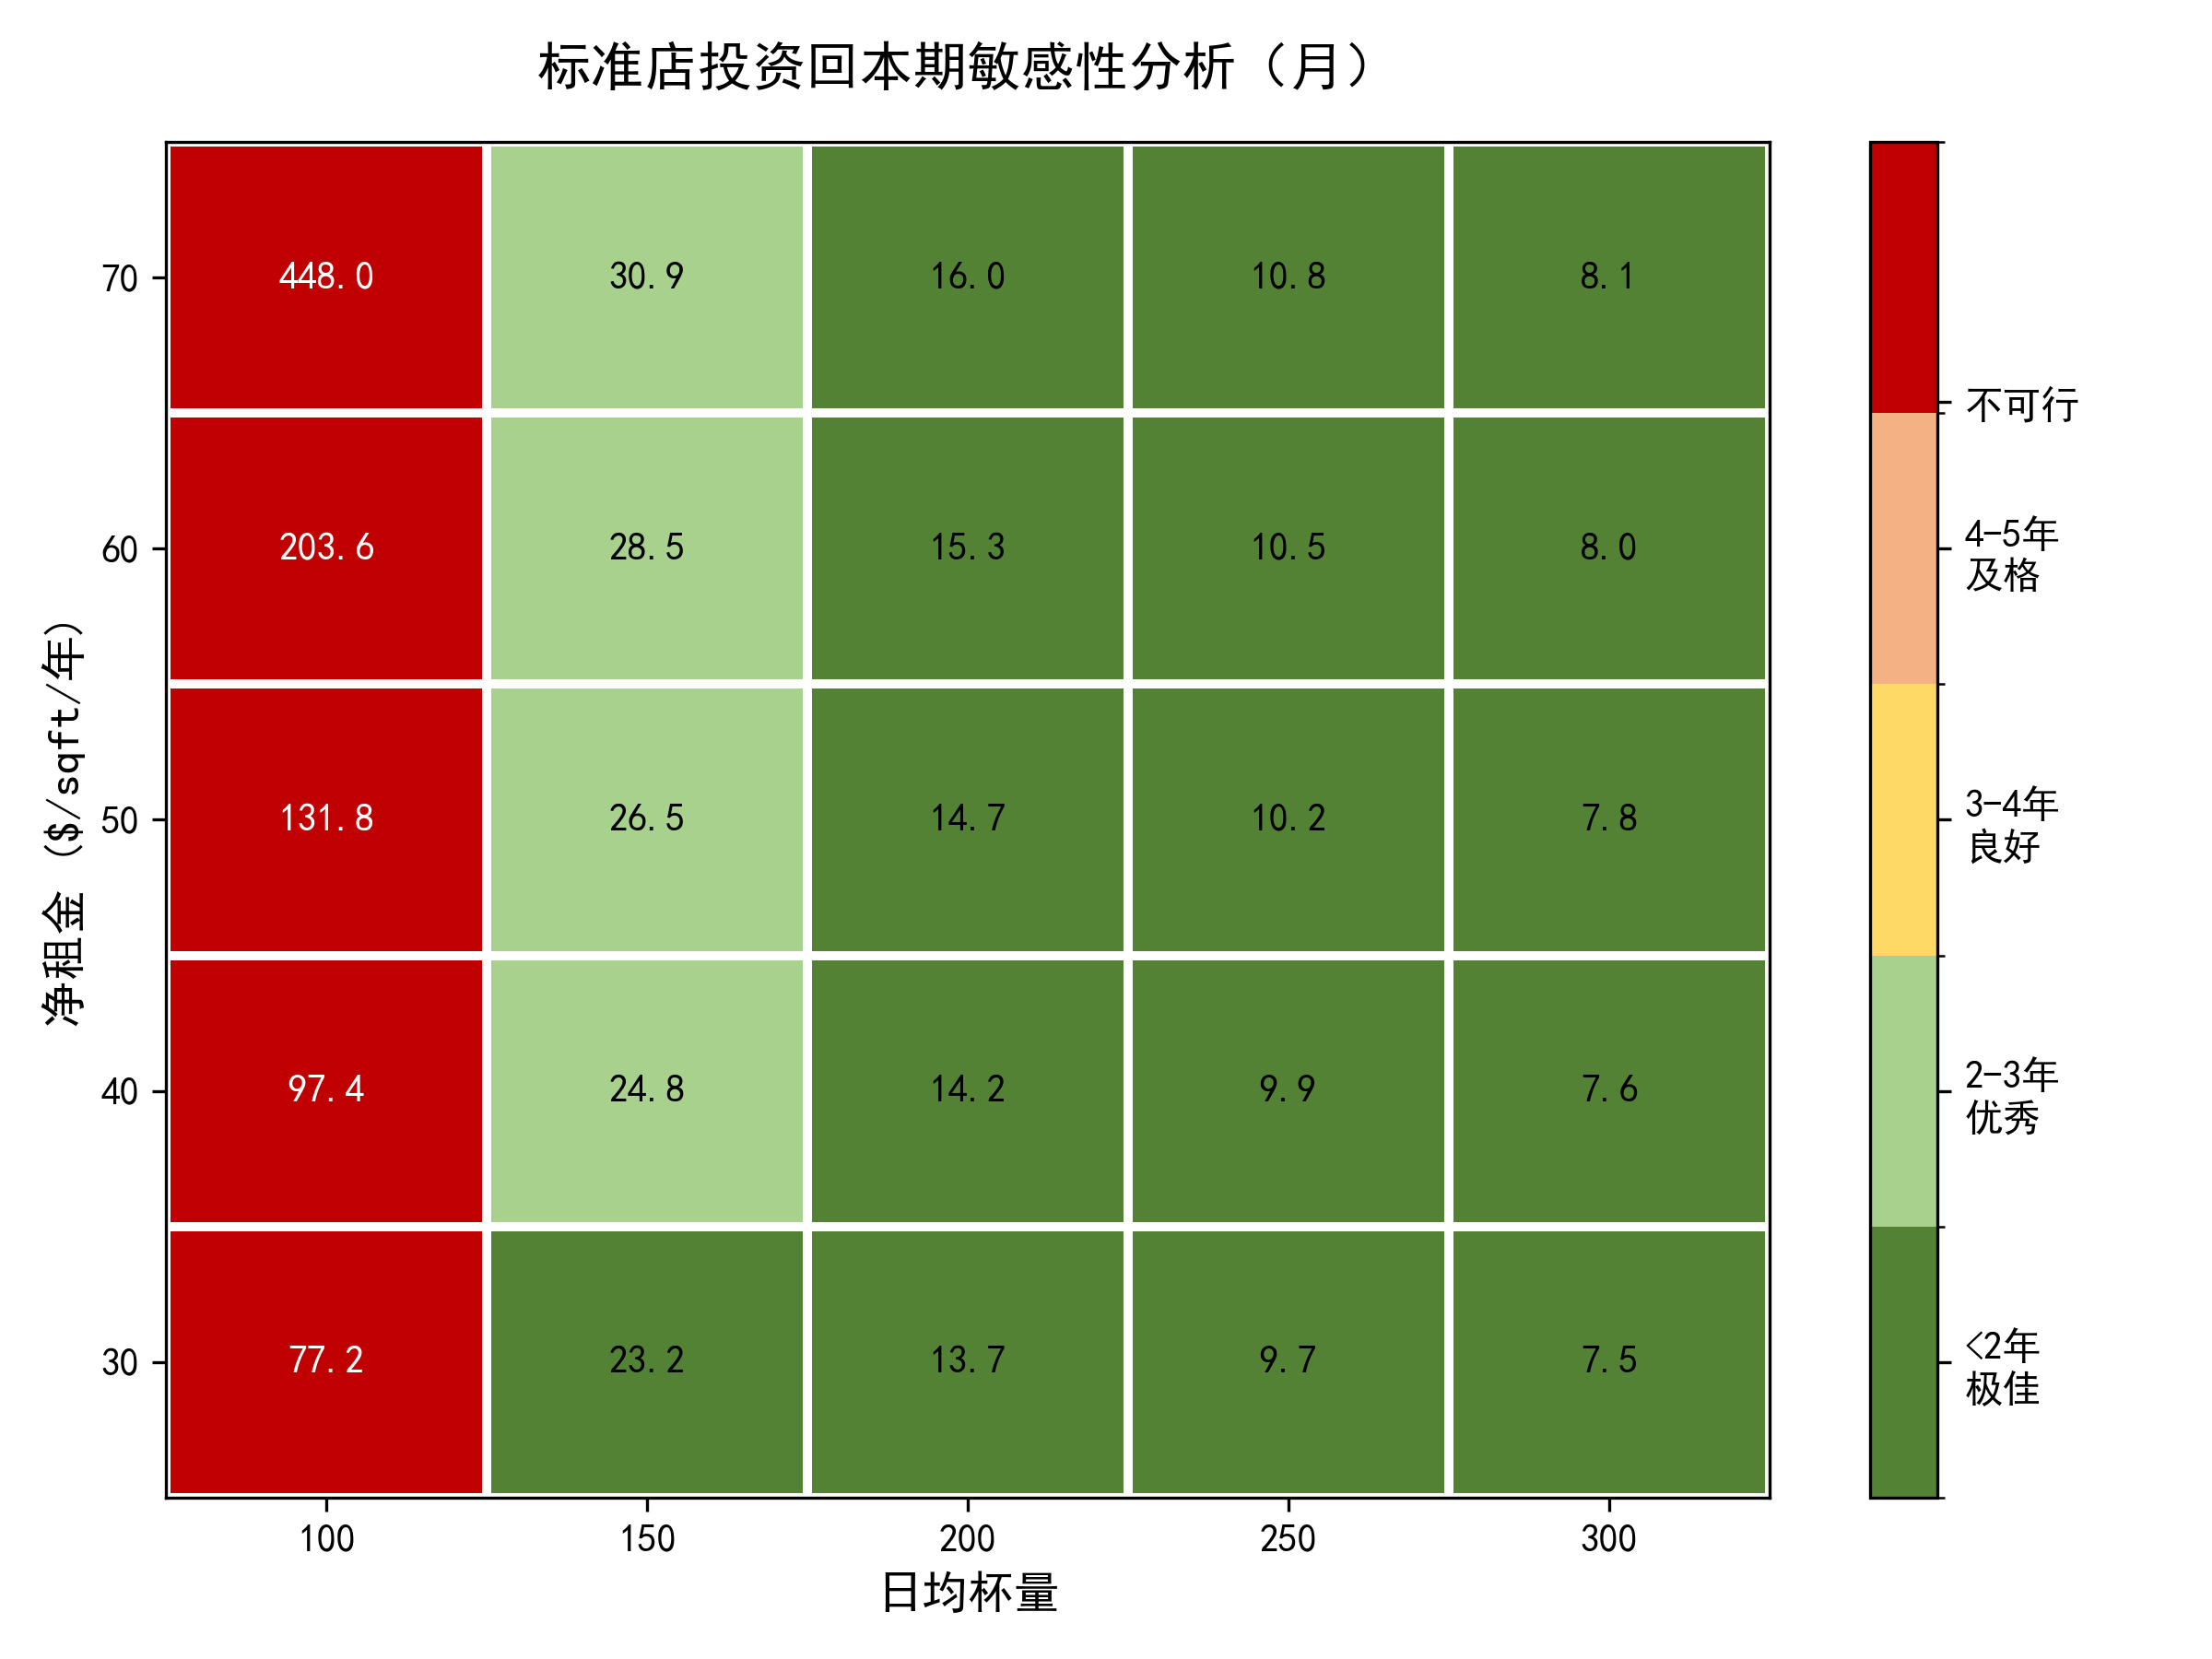 标准店投资回本期敏感性分析（月）
净租金（$/sqft/年）
70 448.0 30.9 16.0 10.8 8.1
60 203.6 28.5 15.3 10.5 8.0
50 131.8 26.5 14.7 10.2 7.8
40 97.4 24.8 14.2 9.9 7.6
30 77.2 23.2 13.7 9.7 7.5
100 150 200 250 300
日均杯量
不可行
4-5年
及格
3-4年
良好
2-3年
优秀
<2年
极佳